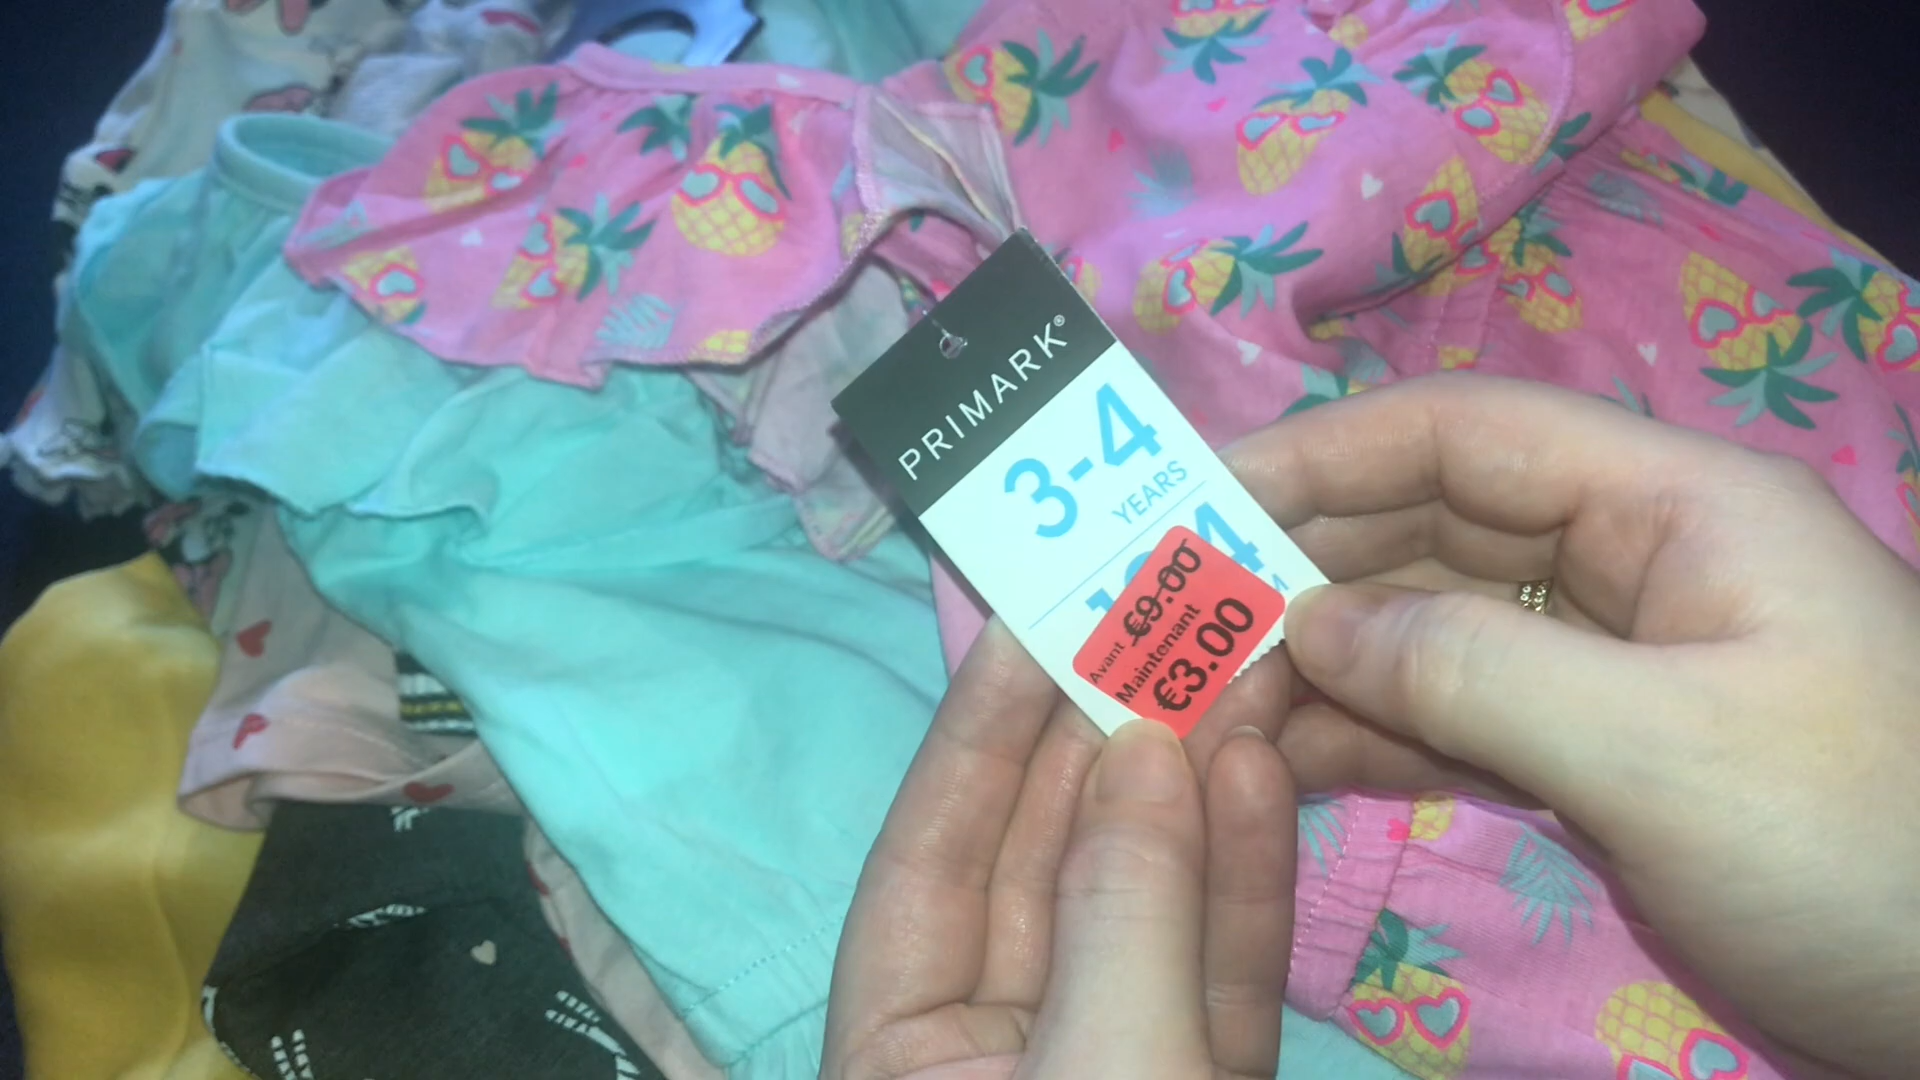 PRIMARK®
3-4
YEARS
Avant €9.00
Maintenant
€3.00